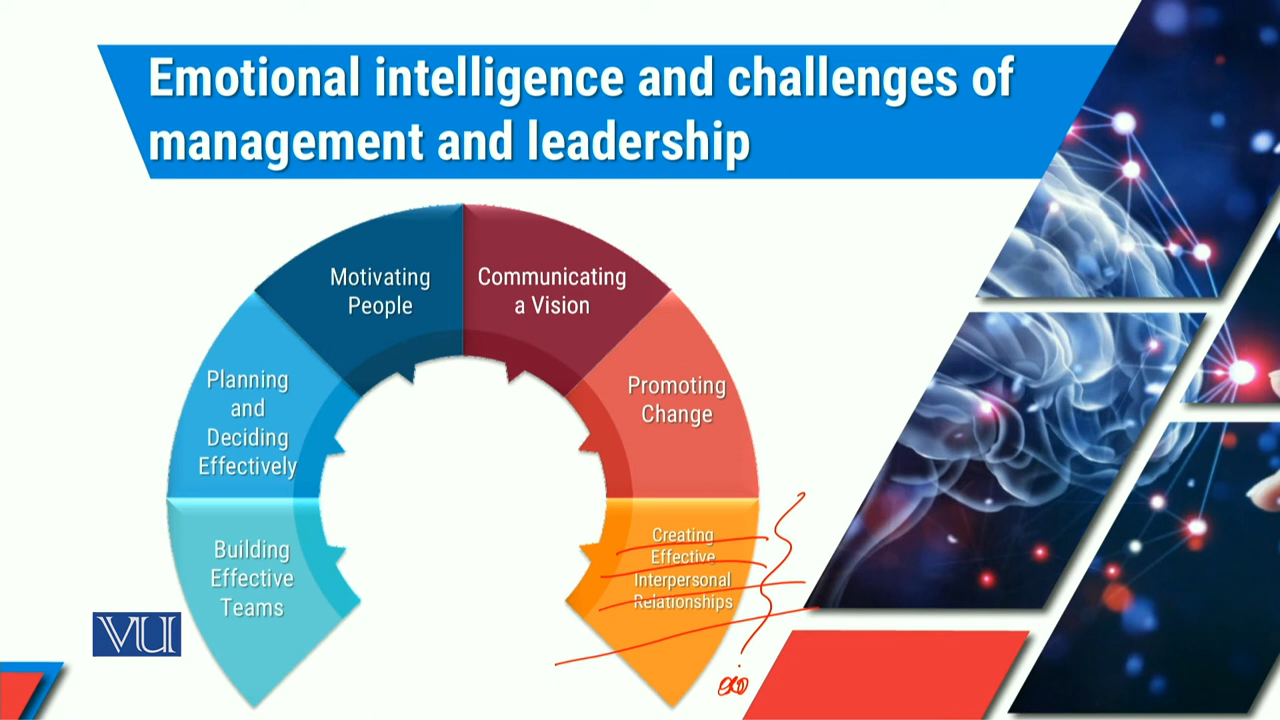 Emotional intelligence and challenges of
management and leadership
Motivating
People
Communicating
a Vision
Planning
and
Deciding
Effectively
Promoting
Change
Building
Effective
Teams
Creating
Effective
Interpersonal
Relationships
VU